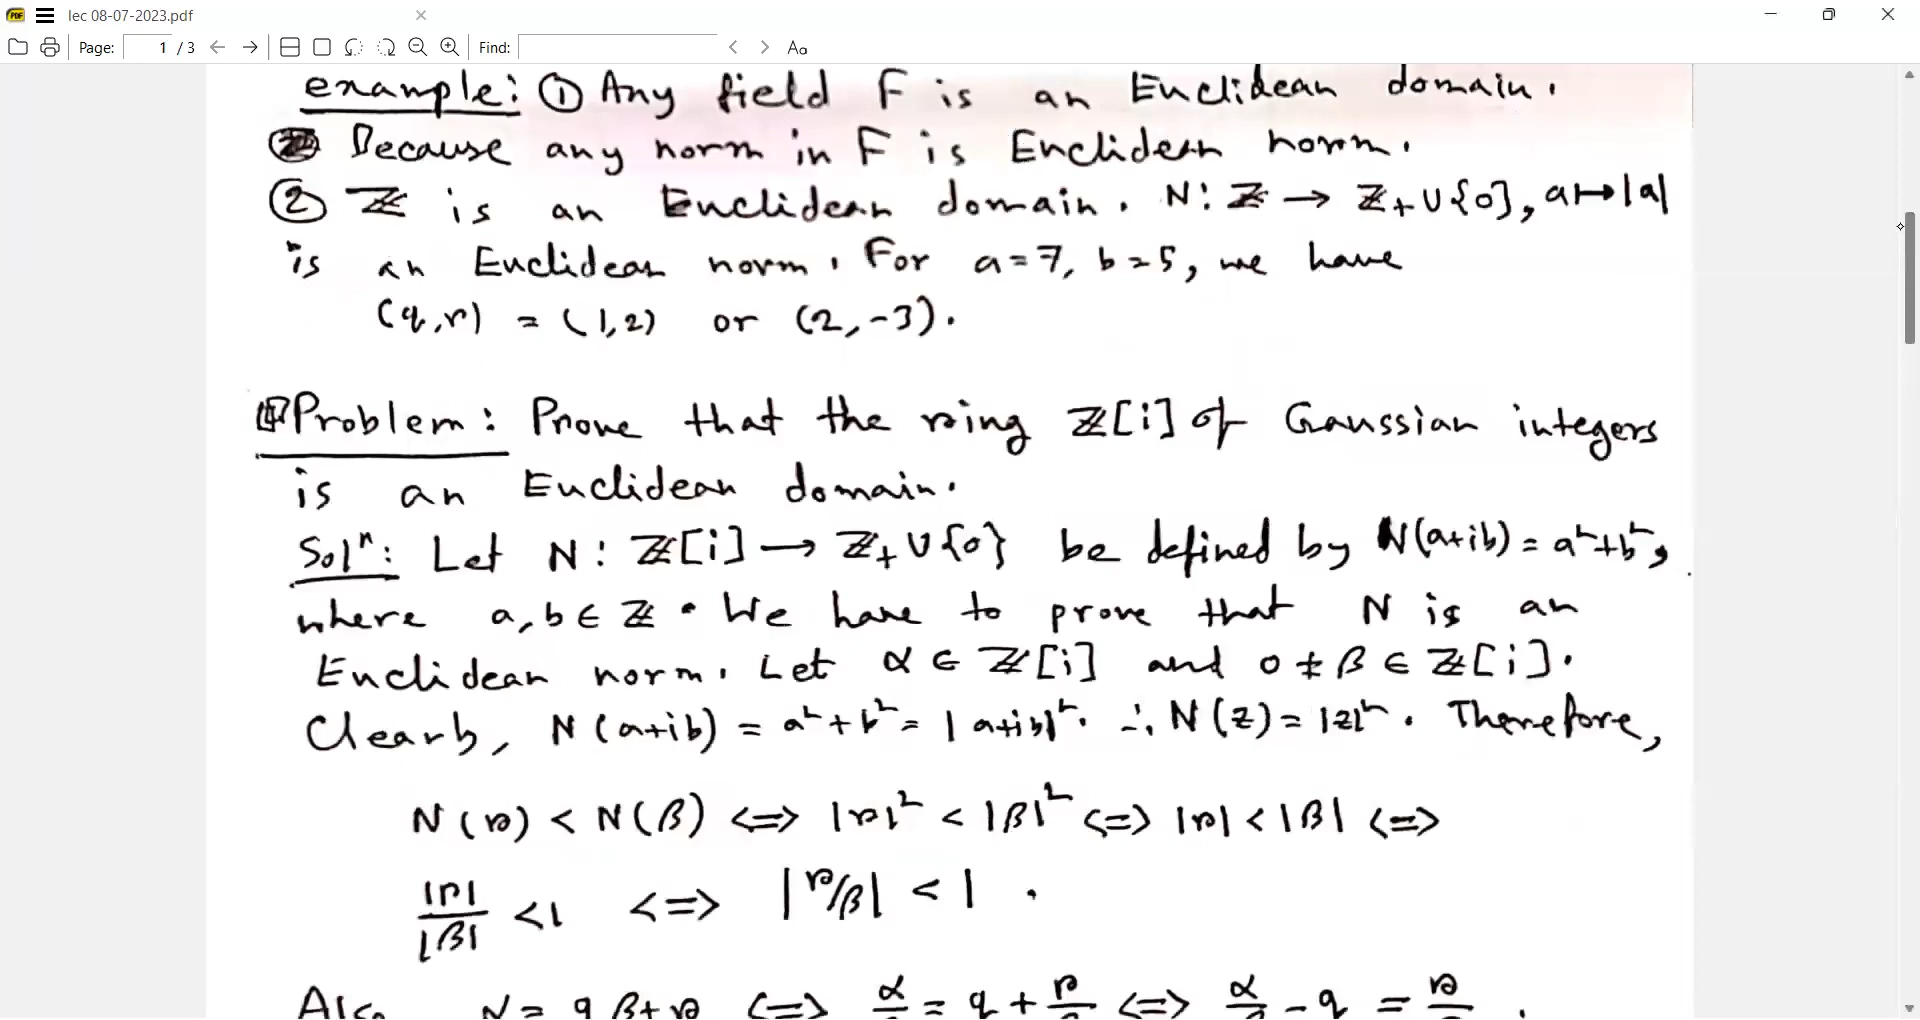 lec 08-07-2023.pdf
Page: 1 / 3 Find: Aa
example: ① Any field F is an Euclidean domain.
Because any norm in F is Euclidean norm.
② ℤ is an Euclidean domain. N: ℤ → ℤ₊∪{0}, a↦|a|
is an Euclidean norm. For a=7, b=5, we have
(q,r) = (1,2) or (2,-3).
Problem: Prove that the ring ℤ[i] of Gaussian integers
is an Euclidean domain.
Solⁿ: Let N: ℤ[i] → ℤ₊∪{0} be defined by N(a+ib) = a²+b²,
where a,b ∈ ℤ. We have to prove that N is an
Euclidean norm. Let α ∈ ℤ[i] and 0 ≠ β ∈ ℤ[i].
Clearly, N(a+ib) = a²+b² = |a+ib|². ∴ N(z) = |z|². Therefore,
N(r) < N(β) <=> |r|² < |β|² <=> |r| < |β| <=>
|r|/|β| < 1 <=> |r/β| < 1 .
Also α = qβ+r <=> α/β = q + r/β <=> α/β - q = r/β .